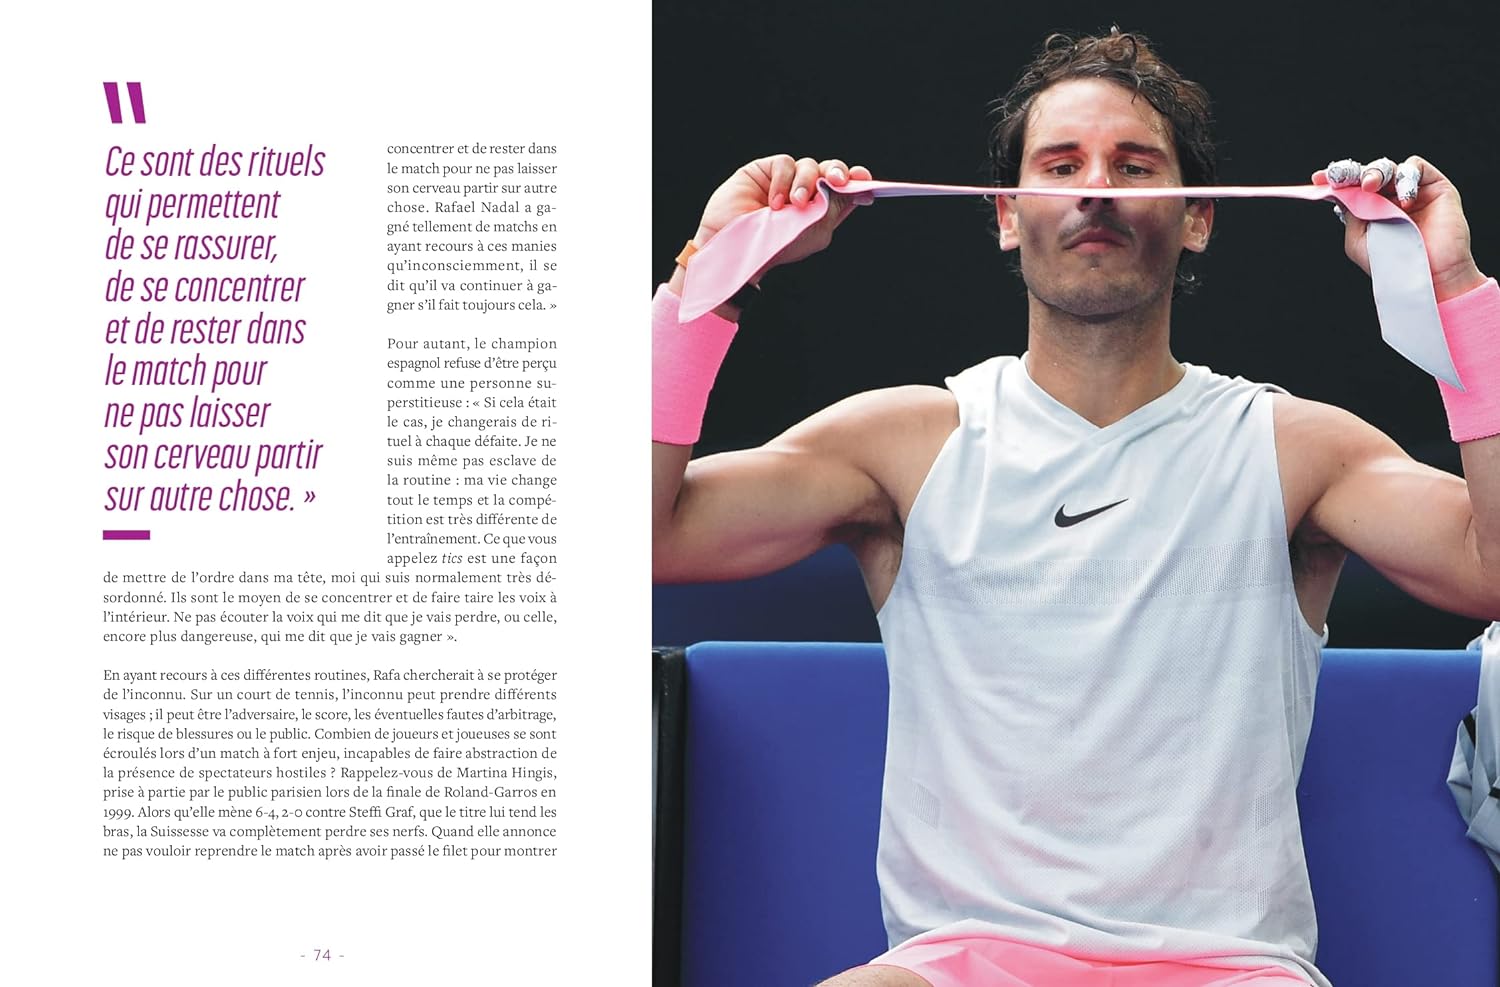 Ce sont des rituels
qui permettent
de se rassurer,
de se concentrer
et de rester dans
le match pour
ne pas laisser
son cerveau partir
sur autre chose. »
concentrer et de rester dans
le match pour ne pas laisser
son cerveau partir sur autre
chose. Rafael Nadal a ga-
gné tellement de matchs en
ayant recours à ces manies
qu’inconsciemment, il se
dit qu’il va continuer à ga-
gner s’il fait toujours cela. »
Pour autant, le champion
espagnol refuse d’être perçu
comme une personne su-
perstitieuse : « Si cela était
le cas, je changerais de ri-
tuel à chaque défaite. Je ne
suis même pas esclave de
la routine : ma vie change
tout le temps et la compé-
tition est très différente de
l’entraînement. Ce que vous
appelez tics est une façon
de mettre de l’ordre dans ma tête, moi qui suis normalement très dé-
sordonné. Ils sont le moyen de se concentrer et de faire taire les voix à
l’intérieur. Ne pas écouter la voix qui me dit que je vais perdre, ou celle,
encore plus dangereuse, qui me dit que je vais gagner ».
En ayant recours à ces différentes routines, Rafa chercherait à se protéger
de l’inconnu. Sur un court de tennis, l’inconnu peut prendre différents
visages ; il peut être l’adversaire, le score, les éventuelles fautes d’arbitrage,
le risque de blessures ou le public. Combien de joueurs et joueuses se sont
écroulés lors d’un match à fort enjeu, incapables de faire abstraction de
la présence de spectateurs hostiles ? Rappelez-vous de Martina Hingis,
prise à partie par le public parisien lors de la finale de Roland-Garros en
1999. Alors qu’elle mène 6-4, 2-0 contre Steffi Graf, que le titre lui tend les
bras, la Suissesse va complètement perdre ses nerfs. Quand elle annonce
ne pas vouloir reprendre le match après avoir passé le filet pour montrer
- 74 -